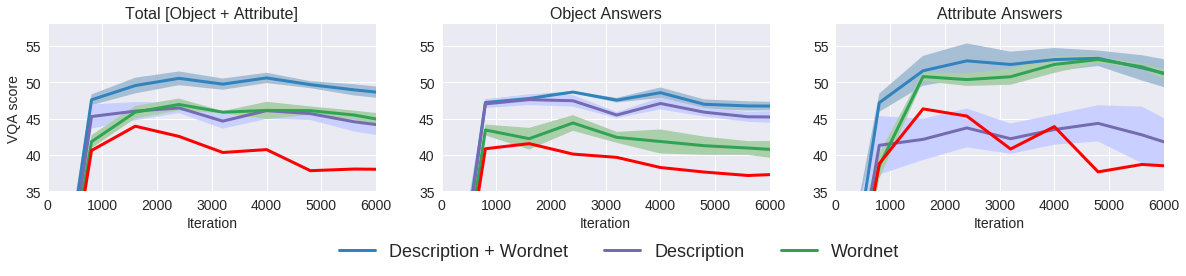 Total [Object + Attribute]
Object Answers
Attribute Answers
VQA score
55
50
45
40
35
55
50
45
40
35
55
50
45
40
35
0 1000 2000 3000 4000 5000 6000
0 1000 2000 3000 4000 5000 6000
0 1000 2000 3000 4000 5000 6000
Iteration
Iteration
Iteration
Description + Wordnet
Description
Wordnet